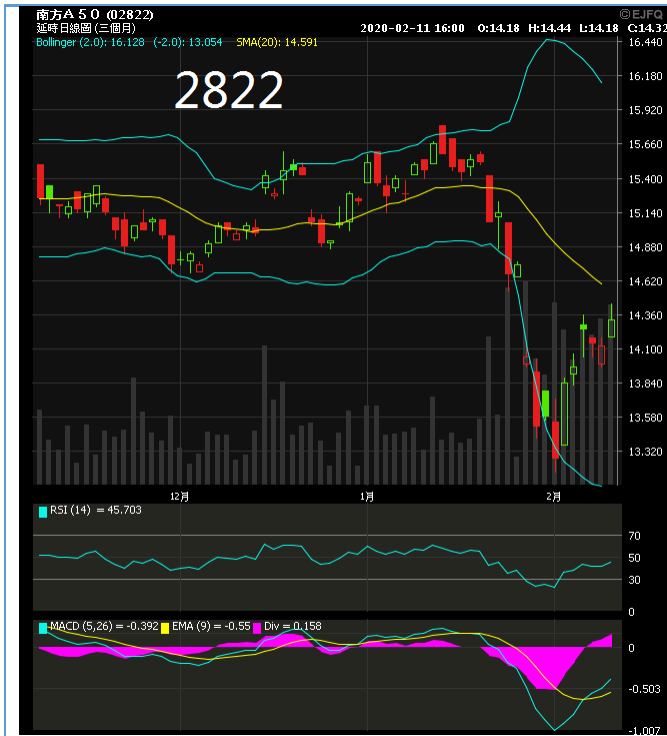 南方A50 (02822)
©EJFQ
延時日線圖 (三個月)
2020-02-11 16:00 O:14.18 H:14.44 L:14.18 C:14.32
Bollinger (2.0): 16.128 (-2.0): 13.054 SMA(20): 14.591
2822
16.440
16.180
15.920
15.660
15.400
15.140
14.880
14.620
14.360
14.100
13.840
13.580
13.320
12月 1月 2月
RSI (14) = 45.703
70
50
30
0
MACD (5,26) = -0.392 EMA (9) = -0.55 Div = 0.158
0
-0.503
-1.007